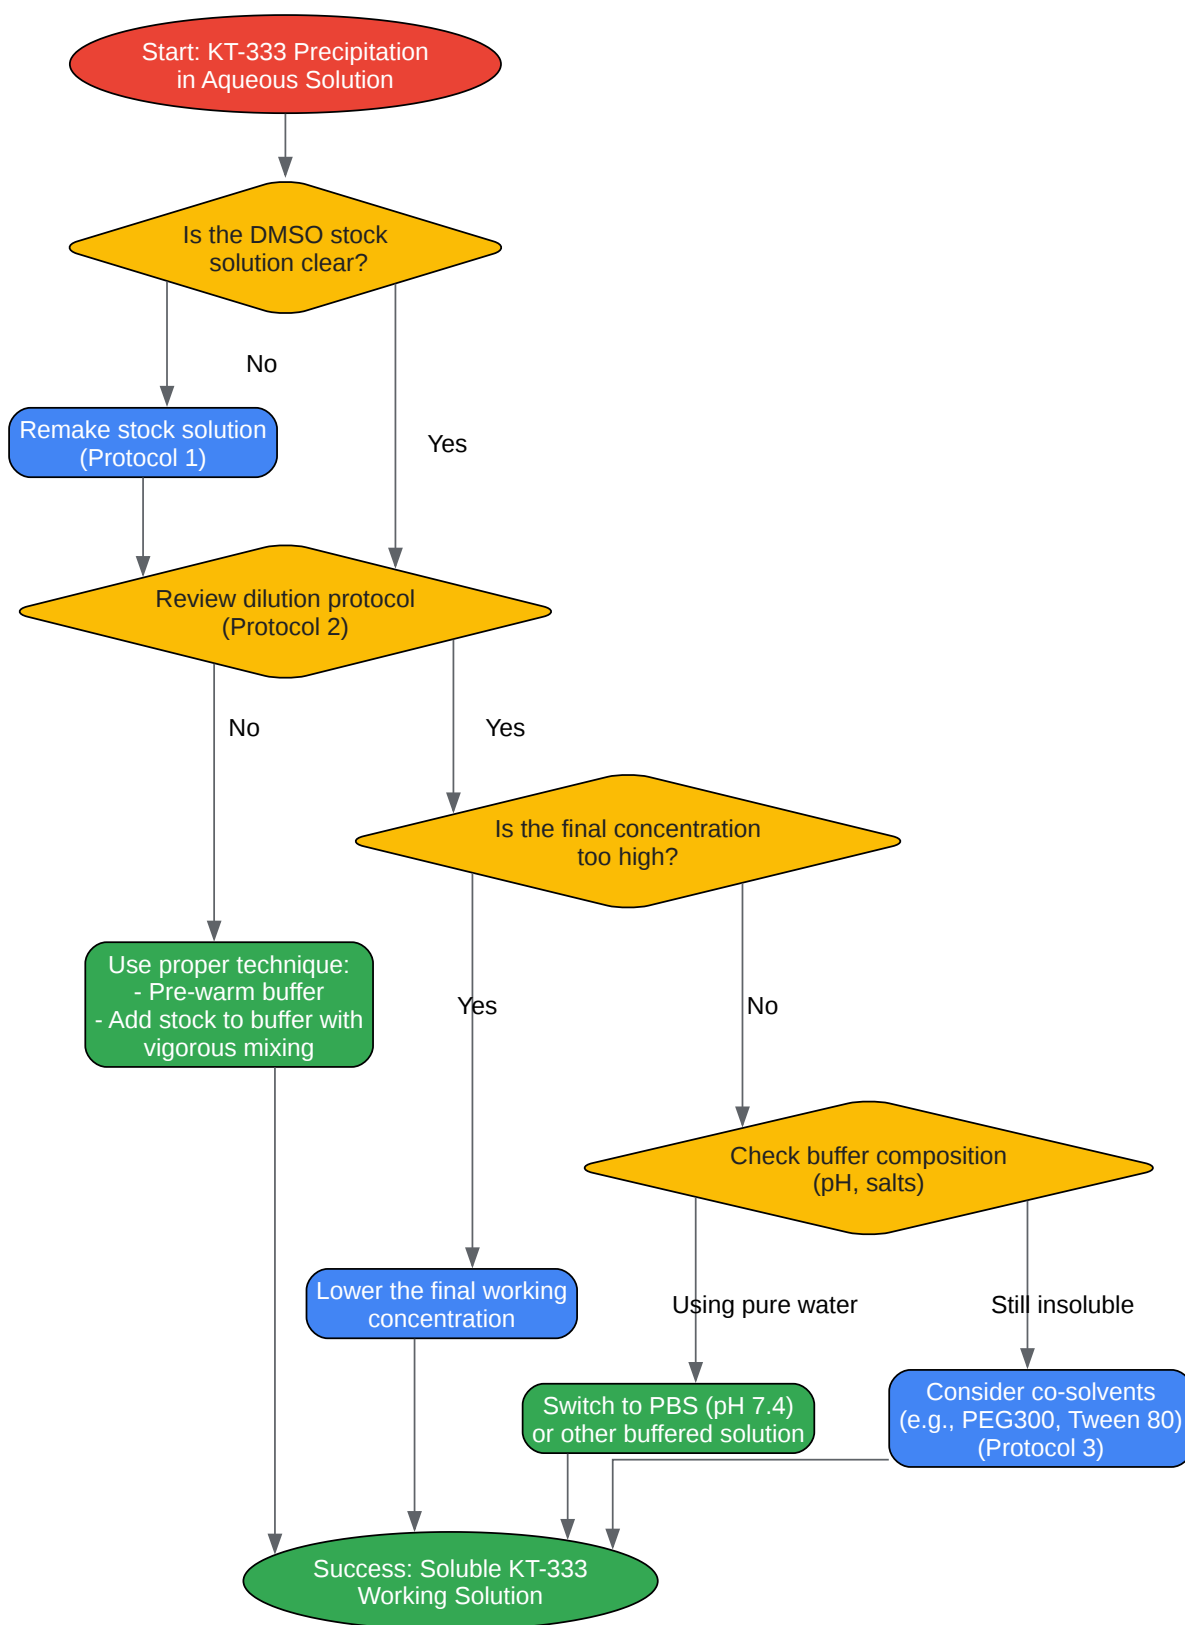 Start: KT-333 Precipitation
in Aqueous Solution
Is the DMSO stock
solution clear?
No
Remake stock solution
(Protocol 1)
Yes
Review dilution protocol
(Protocol 2)
No
Yes
Is the final concentration
too high?
Use proper technique:
- Pre-warm buffer
- Add stock to buffer with
vigorous mixing
Yes
No
Check buffer composition
(pH, salts)
Lower the final working
concentration
Using pure water
Still insoluble
Switch to PBS (pH 7.4)
or other buffered solution
Consider co-solvents
(e.g., PEG300, Tween 80)
(Protocol 3)
Success: Soluble KT-333
Working Solution